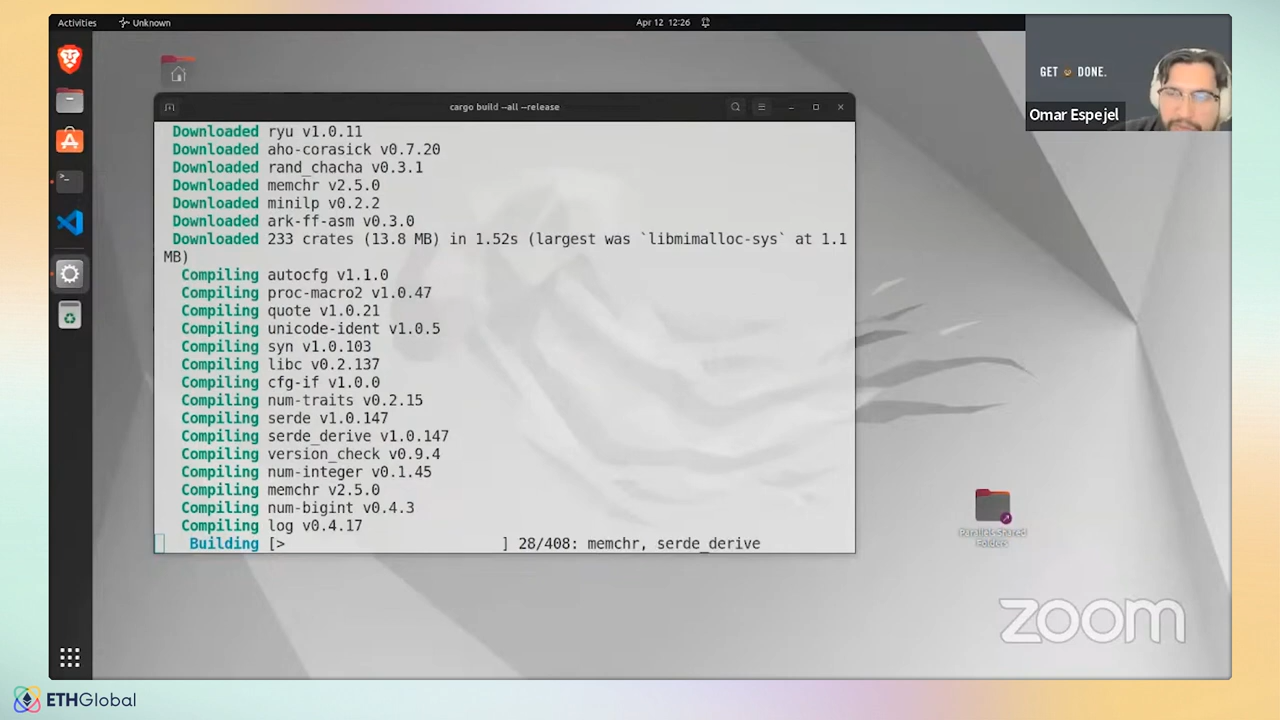 Activities
Unknown
Apr 12 12:26
GET DONE.
Omar Espejel
cargo build --all --release
Downloaded ryu v1.0.11
Downloaded aho-corasick v0.7.20
Downloaded rand_chacha v0.3.1
Downloaded memchr v2.5.0
Downloaded minilp v0.2.2
Downloaded ark-ff-asm v0.3.0
Downloaded 233 crates (13.8 MB) in 1.52s (largest was `libmimalloc-sys` at 1.1
MB)
Compiling autocfg v1.1.0
Compiling proc-macro2 v1.0.47
Compiling quote v1.0.21
Compiling unicode-ident v1.0.5
Compiling syn v1.0.103
Compiling libc v0.2.137
Compiling cfg-if v1.0.0
Compiling num-traits v0.2.15
Compiling serde v1.0.147
Compiling serde_derive v1.0.147
Compiling version_check v0.9.4
Compiling num-integer v0.1.45
Compiling memchr v2.5.0
Compiling num-bigint v0.4.3
Compiling log v0.4.17
Building [> ] 28/408: memchr, serde_derive
Parallels Shared
Folders
zoom
ETHGlobal